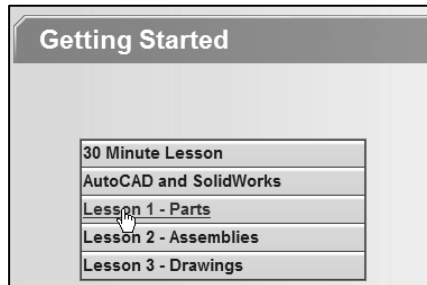 Getting Started
30 Minute Lesson
AutoCAD and SolidWorks
Lesson 1 - Parts
Lesson 2 - Assemblies
Lesson 3 - Drawings